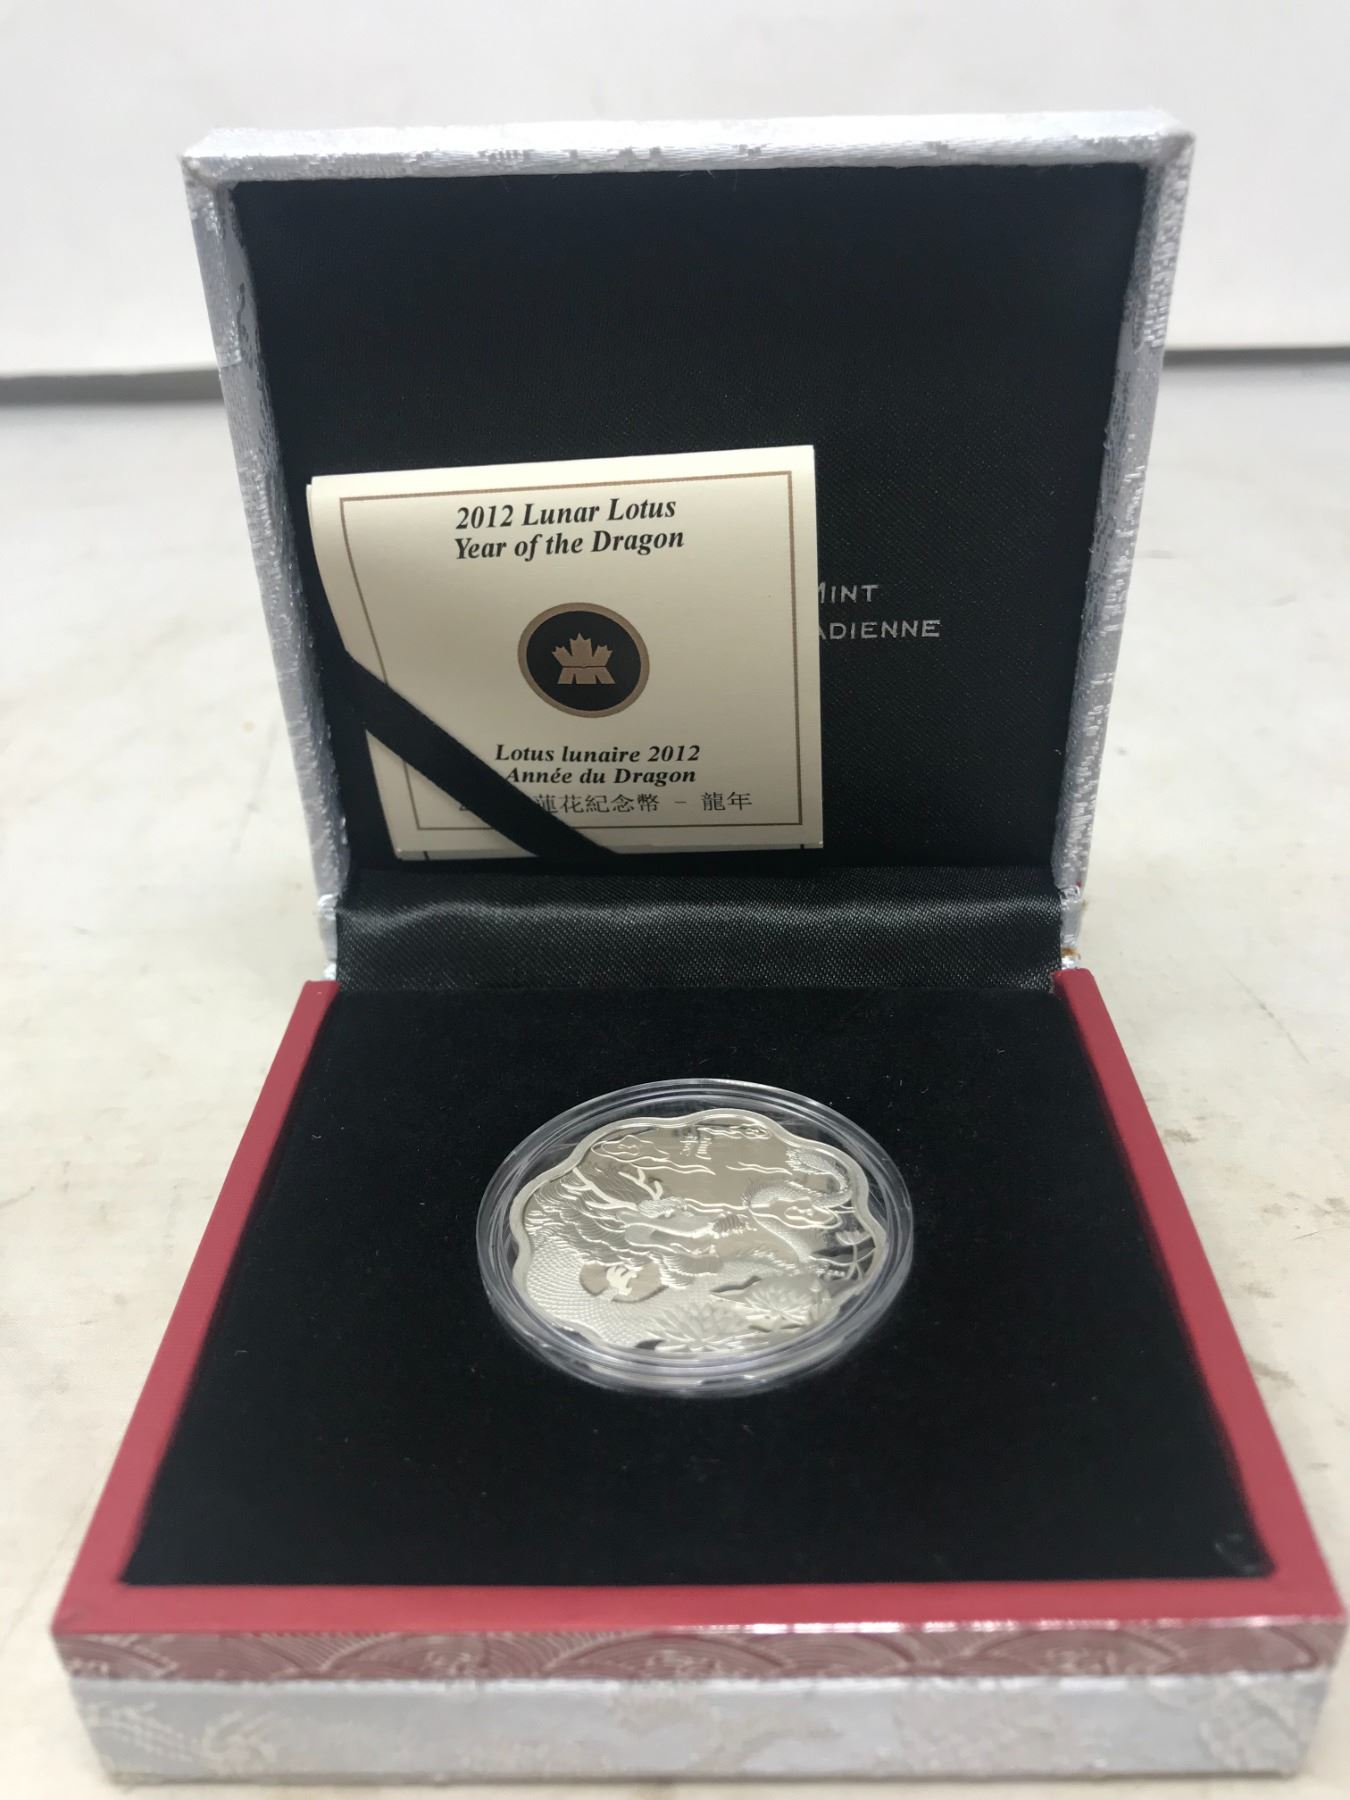 2012 Lunar Lotus
Year of the Dragon
MINT
ADIENNE
Lotus lunaire 2012
Année du Dragon
蓮花紀念幣 - 龍年